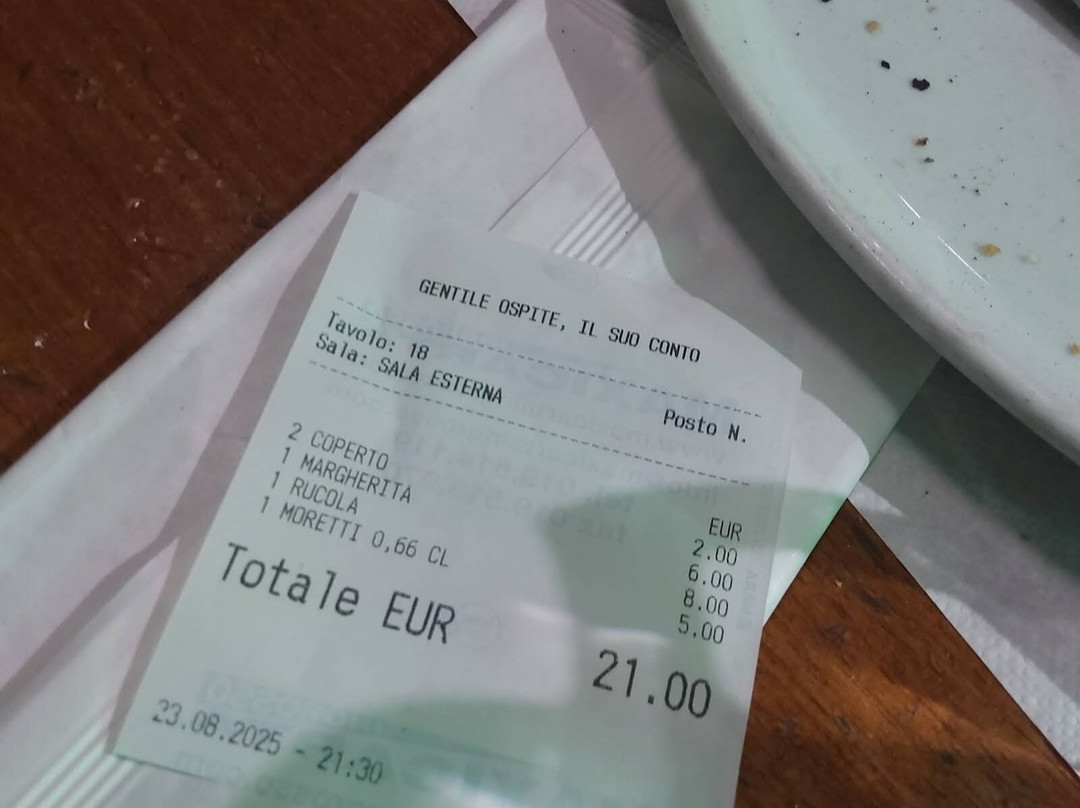 GENTILE OSPITE, IL SUO CONTO
Tavolo: 18
Sala: SALA ESTERNA Posto N.
EUR
2 COPERTO 2.00
1 MARGHERITA 6.00
1 RUCOLA 8.00
1 MORETTI 0,66 CL 5.00
Totale EUR 21.00
23.08.2025 - 21:30